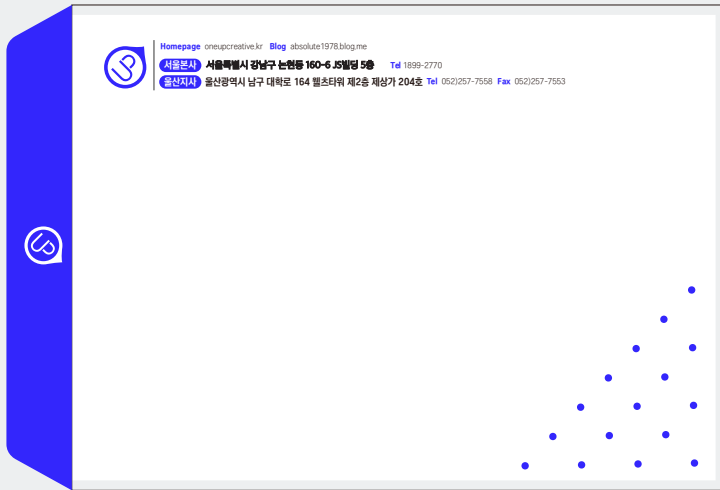 Homepage oneupcreative.kr Blog absolute1978.blog.me
서울본사 서울특별시 강남구 논현동 160-6 JS빌딩 5층 Tel 1899-2770
울산지사 울산광역시 남구 대학로 164 웰츠타워 제2층 제상가 204호 Tel 052)257-7558 Fax 052)257-7553
UP
UP